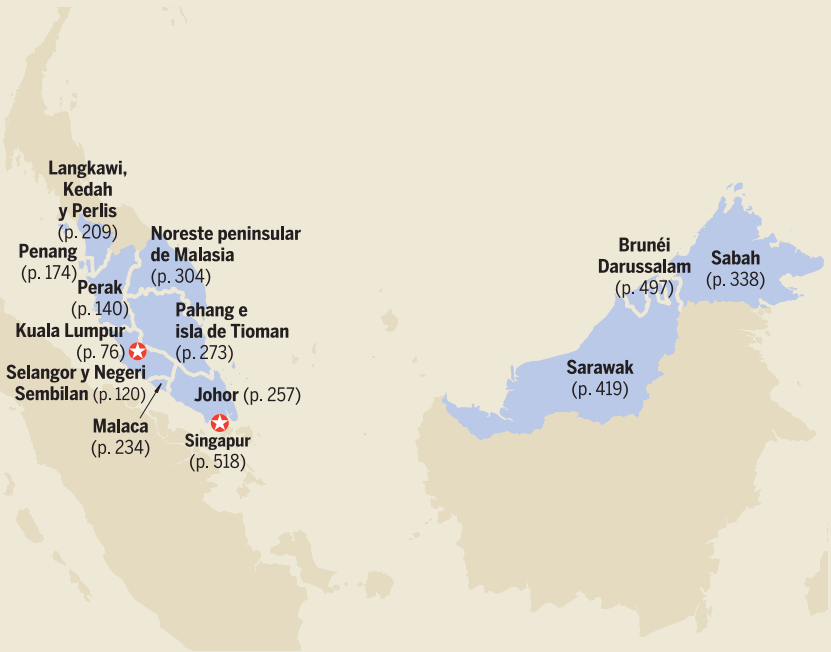 Langkawi,
Kedah
y Perlis
(p. 209)
Penang
(p. 174)
Noreste peninsular
de Malasia
(p. 304)
Perak
(p. 140)
Kuala Lumpur
(p. 76)
Pahang e
isla de Tioman
(p. 273)
Selangor y Negeri
Sembilan (p. 120)
Johor (p. 257)
Malaca
(p. 234)
Singapur
(p. 518)
Brunéi
Darussalam
(p. 497)
Sabah
(p. 338)
Sarawak
(p. 419)